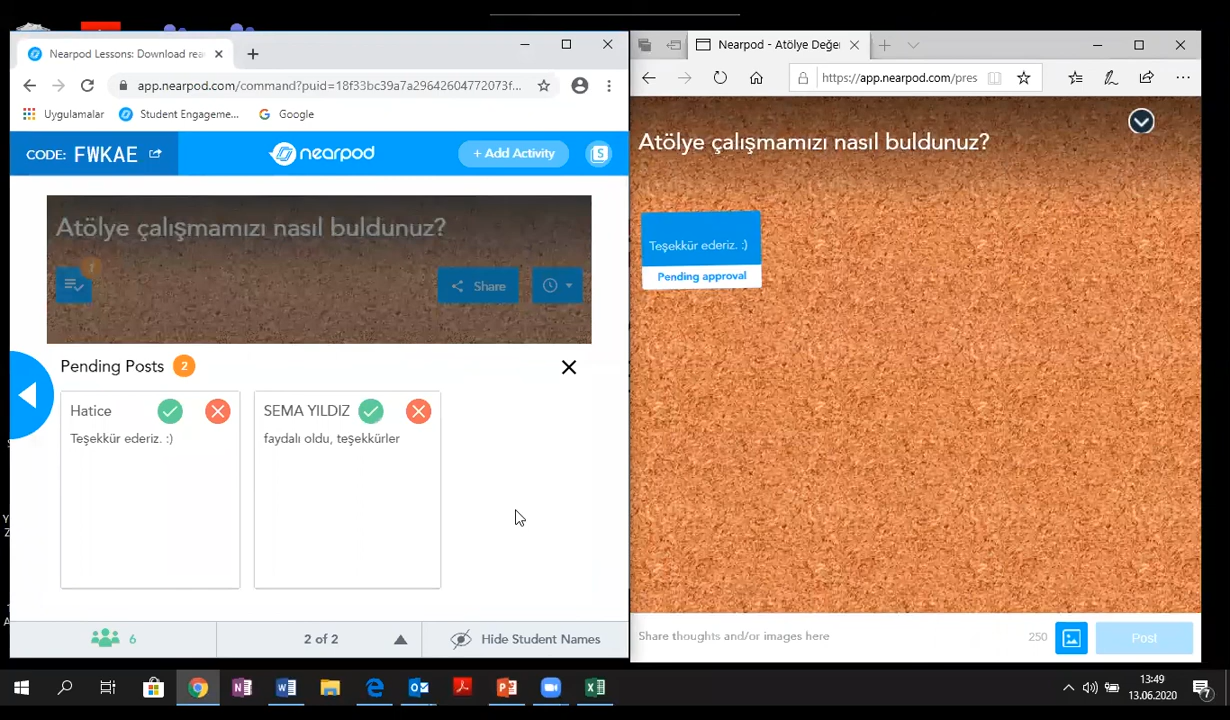 Nearpod Lessons: Download rea
app.nearpod.com/command?puid=18f33bc39a7a29642604772073f...
Uygulamalar
Student Engageme...
Google
CODE: FWKAE
nearpod
+ Add Activity
S
Atölye çalışmamızı nasıl buldunuz?
Share
Pending Posts 2
Hatice
Teşekkür ederiz. :)
SEMA YILDIZ
faydalı oldu, teşekkürler
6
2 of 2
Hide Student Names
Nearpod - Atölye Değer
https://app.nearpod.com/pres
Atölye çalışmamızı nasıl buldunuz?
Teşekkür ederiz. :)
Pending approval
Share thoughts and/or images here
250
Post
13:49
13.06.2020
7